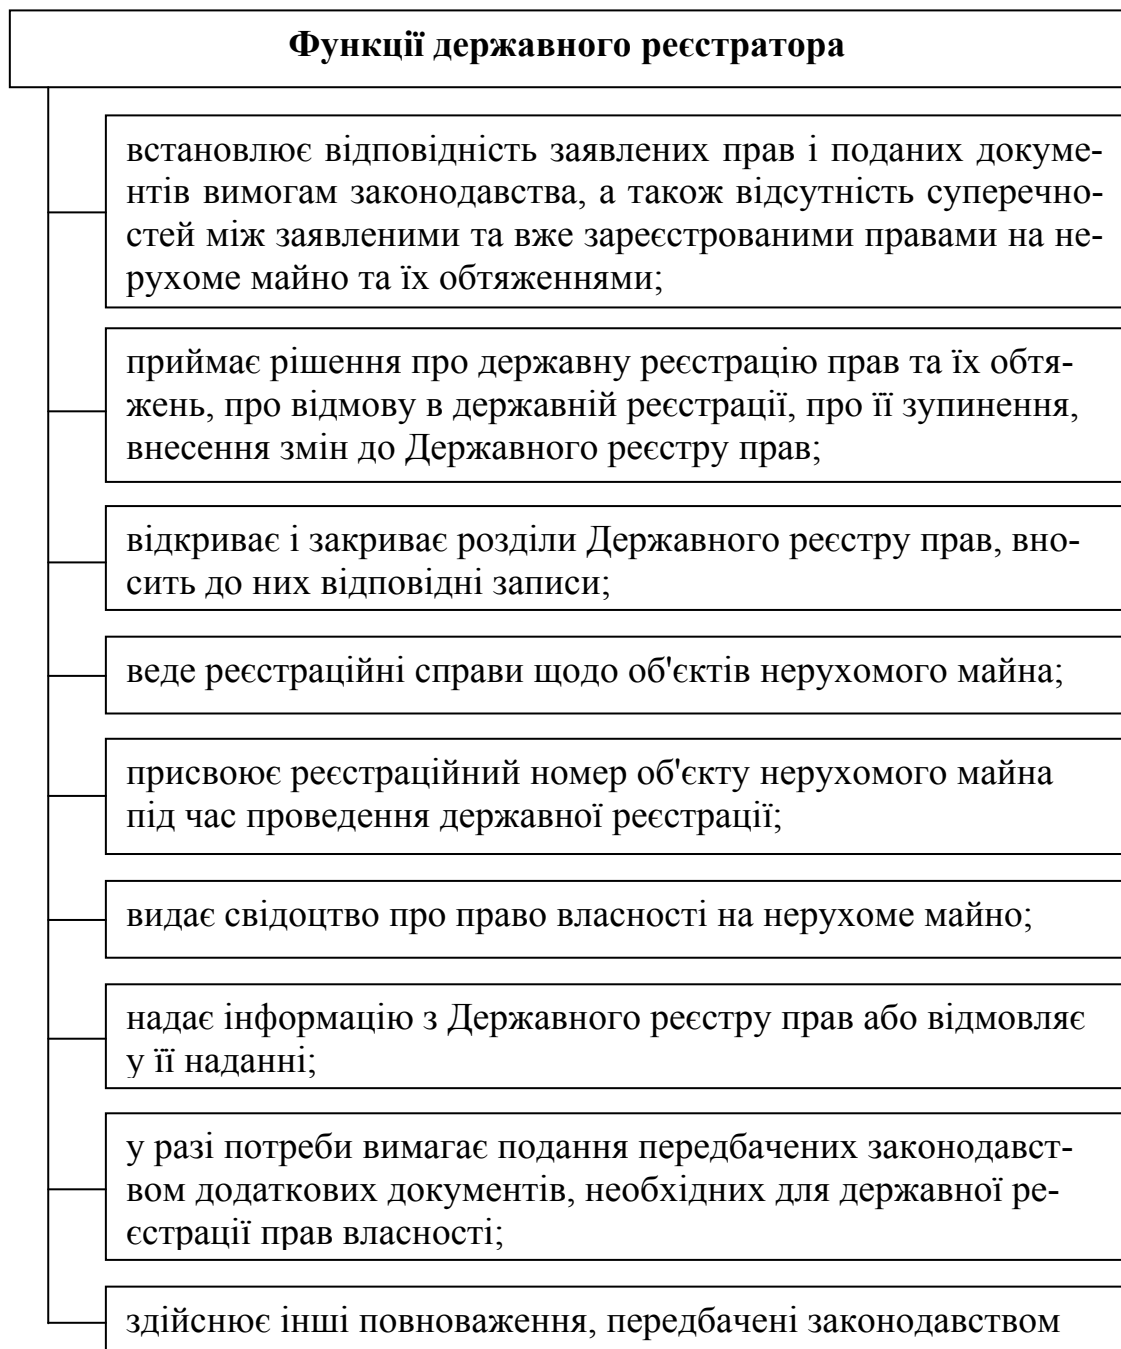 Функції державного реєстратора
встановлює відповідність заявлених прав і поданих докуме-
нтів вимогам законодавства, а також відсутність суперечно-
стей між заявленими та вже зареєстрованими правами на не-
рухоме майно та їх обтяженнями;
приймає рішення про державну реєстрацію прав та їх обтя-
жень, про відмову в державній реєстрації, про її зупинення,
внесення змін до Державного реєстру прав;
відкриває і закриває розділи Державного реєстру прав, вно-
сить до них відповідні записи;
веде реєстраційні справи щодо об'єктів нерухомого майна;
присвоює реєстраційний номер об'єкту нерухомого майна
під час проведення державної реєстрації;
видає свідоцтво про право власності на нерухоме майно;
надає інформацію з Державного реєстру прав або відмовляє
у її наданні;
у разі потреби вимагає подання передбачених законодавст-
вом додаткових документів, необхідних для державної ре-
єстрації прав власності;
здійснює інші повноваження, передбачені законодавством